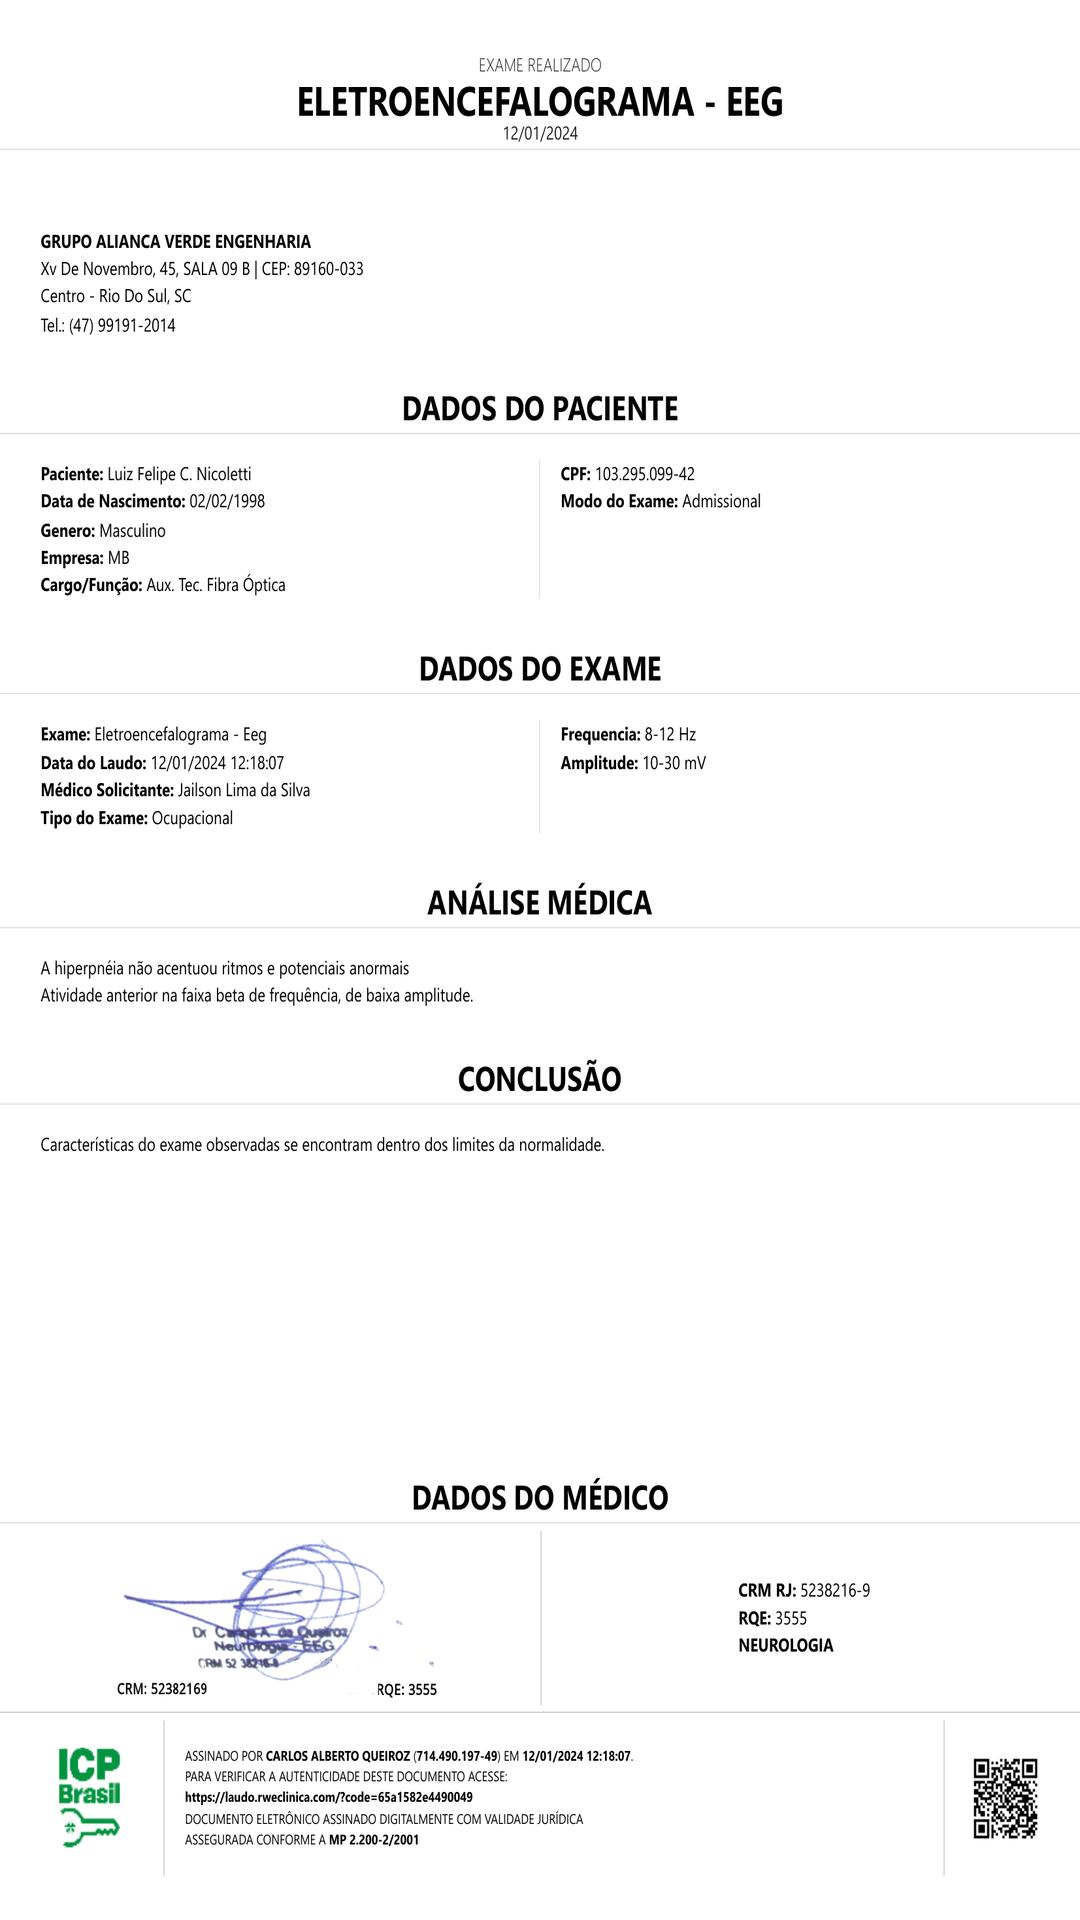 EXAME REALIZADO
ELETROENCEFALOGRAMA - EEG
12/01/2024
GRUPO ALIANCA VERDE ENGENHARIA
Xv De Novembro, 45, SALA 09 B | CEP: 89160-033
Centro - Rio Do Sul, SC
Tel.: (47) 99191-2014
DADOS DO PACIENTE
Paciente: Luiz Felipe C. Nicoletti
Data de Nascimento: 02/02/1998
Genero: Masculino
Empresa: MB
Cargo/Função: Aux. Tec. Fibra Óptica
CPF: 103.295.099-42
Modo do Exame: Admissional
DADOS DO EXAME
Exame: Eletroencefalograma - Eeg
Data do Laudo: 12/01/2024 12:18:07
Médico Solicitante: Jailson Lima da Silva
Tipo do Exame: Ocupacional
Frequencia: 8-12 Hz
Amplitude: 10-30 mV
ANÁLISE MÉDICA
A hiperpnéia não acentuou ritmos e potenciais anormais
Atividade anterior na faixa beta de frequência, de baixa amplitude.
CONCLUSÃO
Características do exame observadas se encontram dentro dos limites da normalidade.
DADOS DO MÉDICO
Dr Carlos A. de Queiroz
Neurologia - EEG
CRM 52 38216-9
CRM: 52382169
RQE: 3555
CRM RJ: 5238216-9
RQE: 3555
NEUROLOGIA
ICP
Brasil
ASSINADO POR CARLOS ALBERTO QUEIROZ (714.490.197-49) EM 12/01/2024 12:18:07.
PARA VERIFICAR A AUTENTICIDADE DESTE DOCUMENTO ACESSE:
https://laudo.rweclinica.com/?code=65a1582e4490049
DOCUMENTO ELETRÔNICO ASSINADO DIGITALMENTE COM VALIDADE JURÍDICA
ASSEGURADA CONFORME A MP 2.200-2/2001